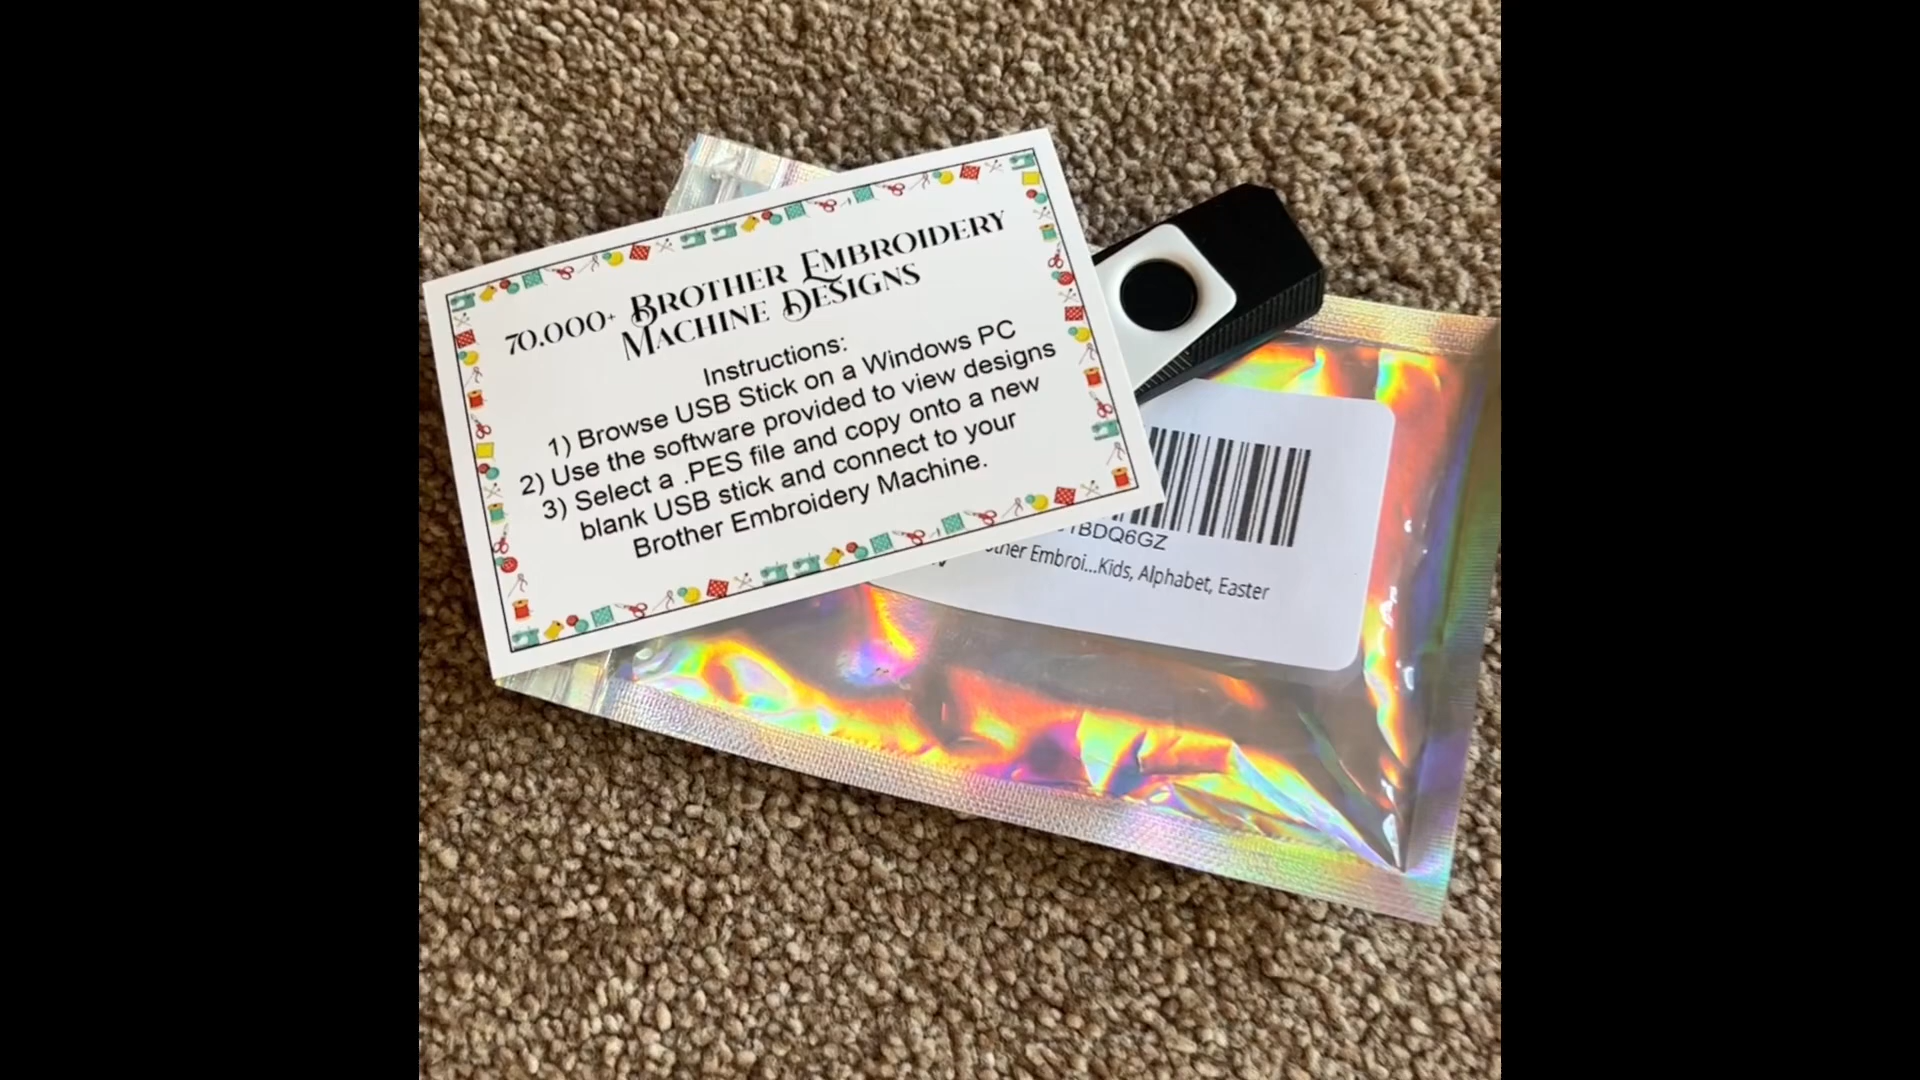 70.000+ Brother Embroidery
Machine Designs
Instructions:
1) Browse USB Stick on a Windows PC
2) Use the software provided to view designs
3) Select a .PES file and copy onto a new
blank USB stick and connect to your
Brother Embroidery Machine.
1BDQ6GZ
other Embroi...Kids, Alphabet, Easter